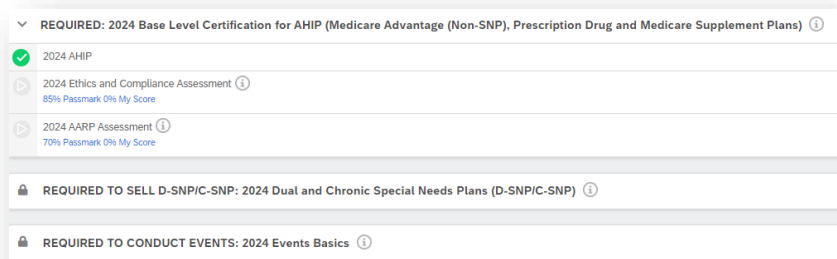 REQUIRED: 2024 Base Level Certification for AHIP (Medicare Advantage (Non-SNP), Prescription Drug and Medicare Supplement Plans)
2024 AHIP
2024 Ethics and Compliance Assessment
85% Passmark 0% My Score
2024 AARP Assessment
70% Passmark 0% My Score
REQUIRED TO SELL D-SNP/C-SNP: 2024 Dual and Chronic Special Needs Plans (D-SNP/C-SNP)
REQUIRED TO CONDUCT EVENTS: 2024 Events Basics